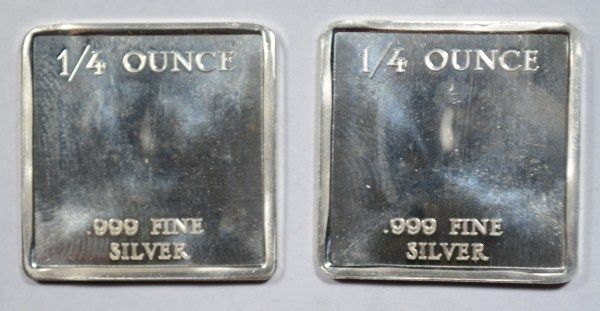 1/4 OUNCE
.999 FINE
SILVER
1/4 OUNCE
.999 FINE
SILVER